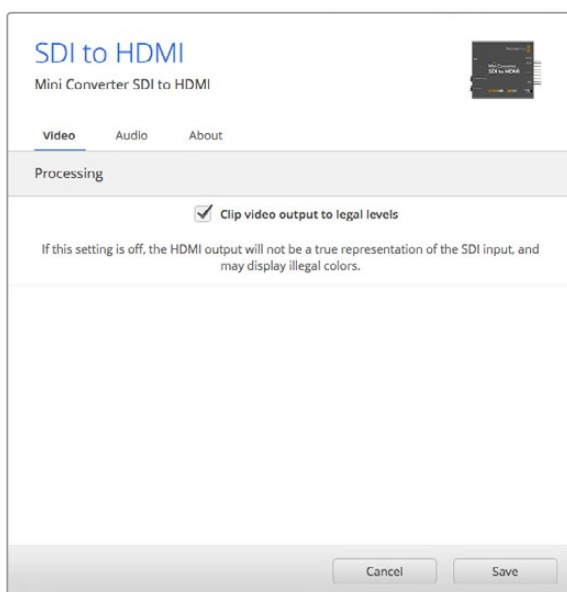 SDI to HDMI
Mini Converter SDI to HDMI
Video Audio About
Processing
Clip video output to legal levels
If this setting is off, the HDMI output will not be a true representation of the SDI input, and
may display illegal colors.
Cancel Save